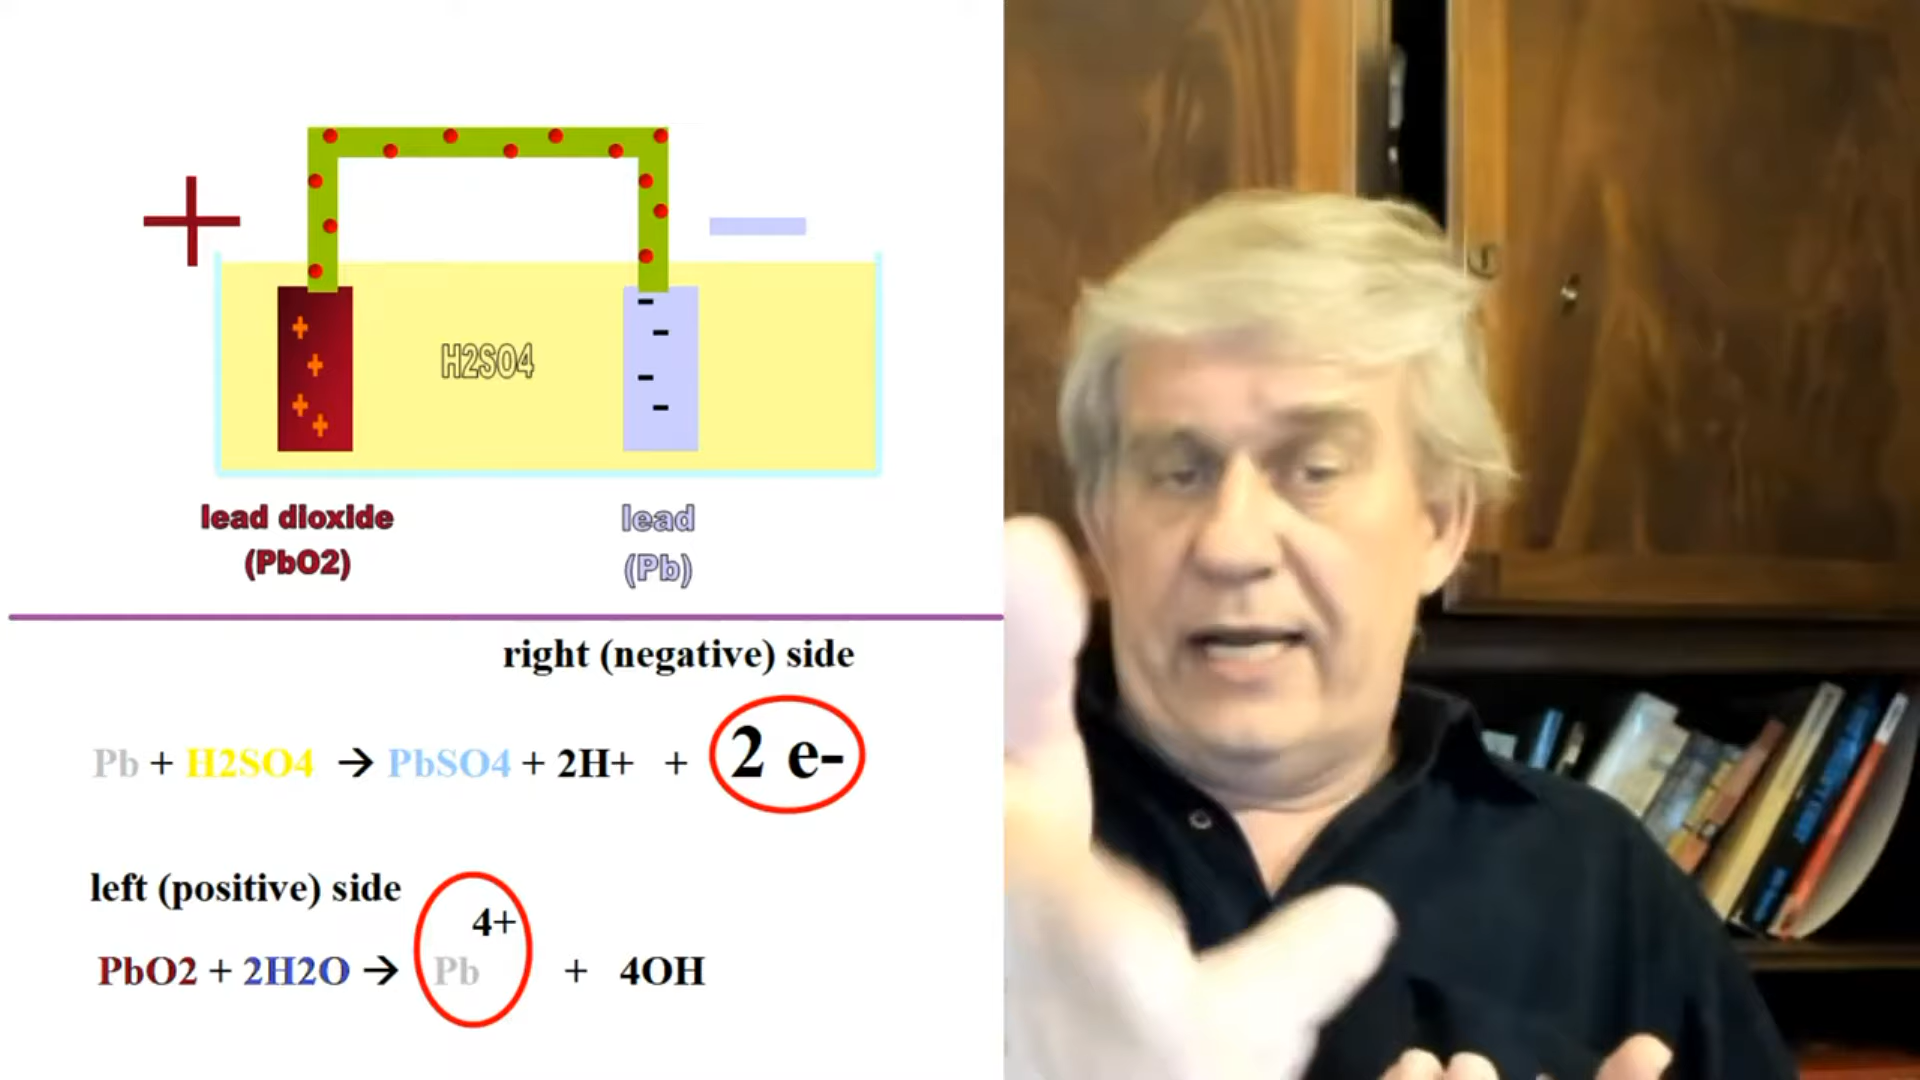 H2SO4
lead dioxide
(PbO2)
lead
(Pb)
right (negative) side
Pb + H2SO4 → PbSO4 + 2H+ + 2 e-
left (positive) side
4+
PbO2 + 2H2O → Pb + 4OH